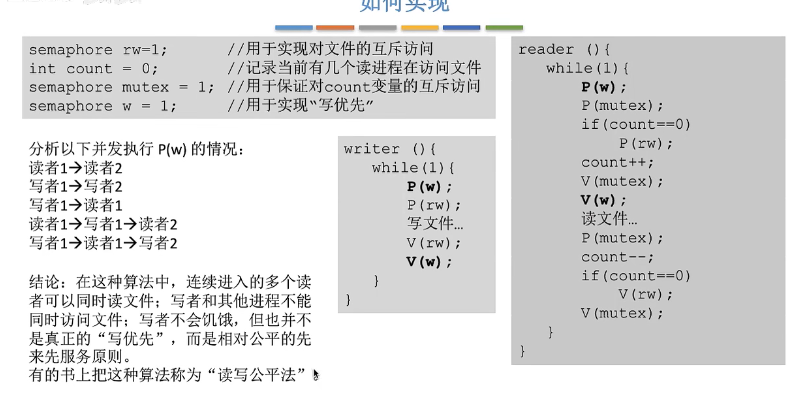 如何实现
semaphore rw=1; //用于实现对文件的互斥访问
int count = 0; //记录当前有几个读进程在访问文件
semaphore mutex = 1; //用于保证对count变量的互斥访问
semaphore w = 1; //用于实现“写优先”
分析以下并发执行 P(w) 的情况：
读者1→读者2
写者1→写者2
写者1→读者1
读者1→写者1→读者2
写者1→读者1→写者2
结论：在这种算法中，连续进入的多个读
者可以同时读文件；写者和其他进程不能
同时访问文件；写者不会饥饿，但也并不
是真正的“写优先”，而是相对公平的先
来先服务原则。
有的书上把这种算法称为“读写公平法”
writer (){
while(1){
P(w);
P(rw);
写文件…
V(rw);
V(w);
}
}
reader (){
while(1){
P(w);
P(mutex);
if(count==0)
P(rw);
count++;
V(mutex);
V(w);
读文件…
P(mutex);
count--;
if(count==0)
V(rw);
V(mutex);
}
}